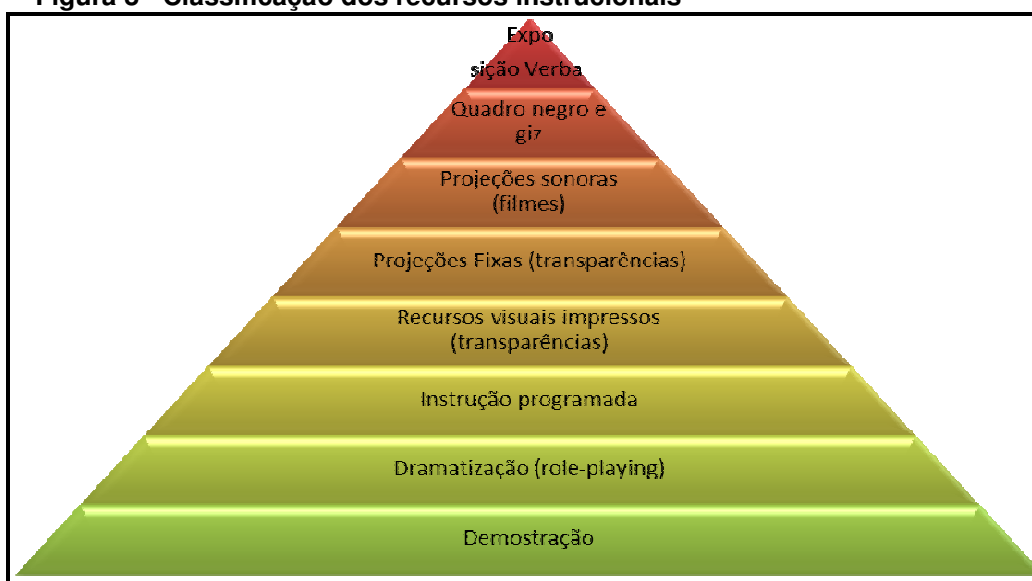 Figura 8 - Classificação dos recursos instrucionais
Expo
sição Verba
Quadro negro e
giz
Projeções sonoras
(filmes)
Projeções Fixas (transparências)
Recursos visuais impressos
(transparências)
Instrução programada
Dramatização (role-playing)
Demostração